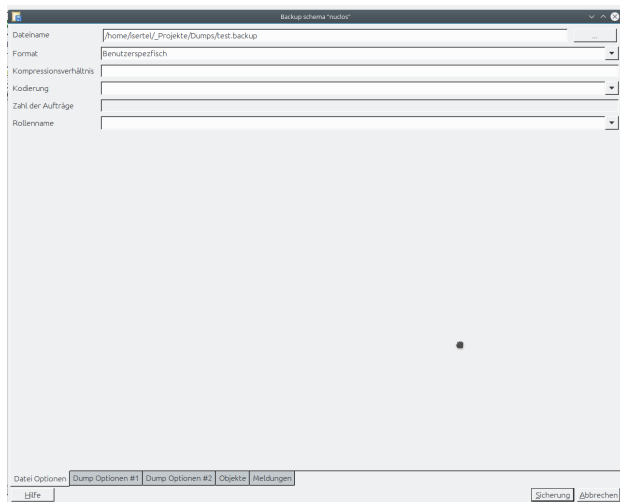 Backup schema "nuclos"
Dateiname /home/isertel/_Projekte/Dumps/test.backup ...
Format Benutzerspezfisch
Kompressionsverhältnis
Kodierung
Zahl der Aufträge
Rollenname
Datei Optionen Dump Optionen #1 Dump Optionen #2 Objekte Meldungen
Hilfe Sicherung Abbrechen